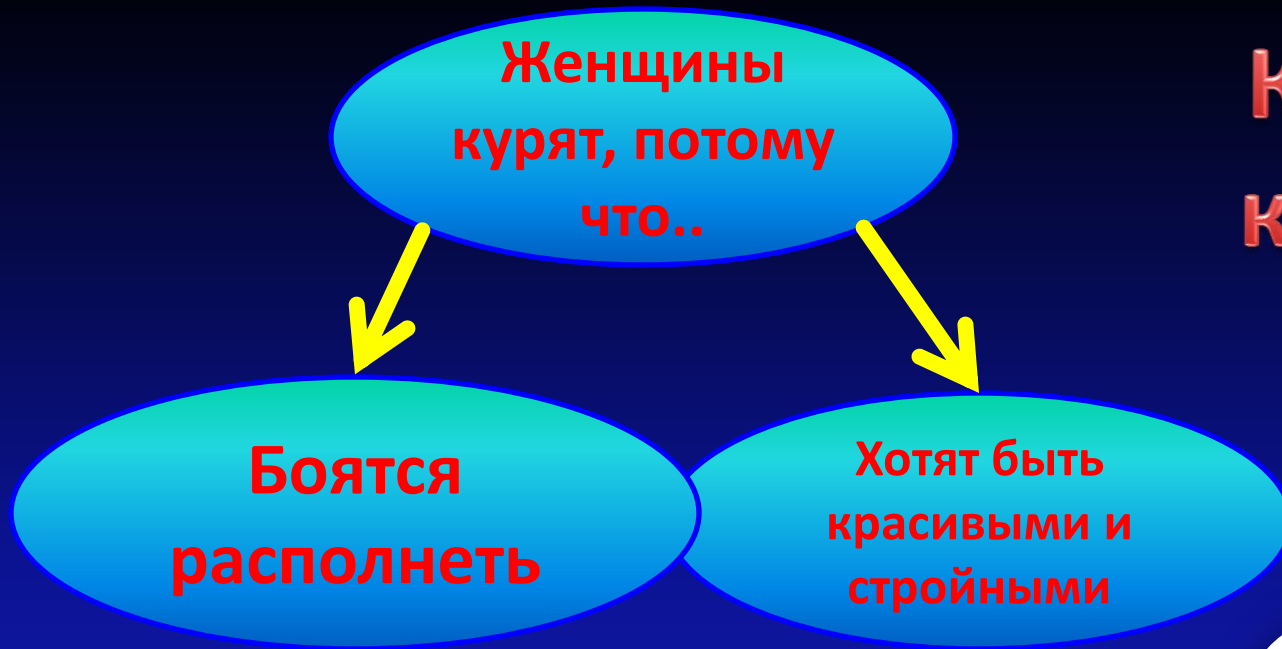 Женщины
курят, потому
что..
Боятся
располнеть
Хотят быть
красивыми и
стройными